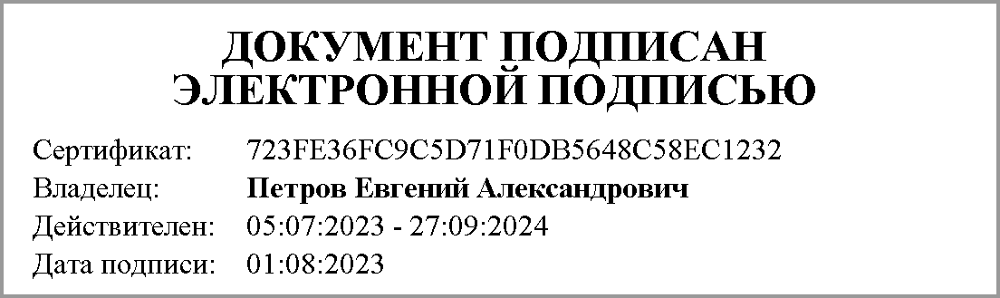 ДОКУМЕНТ ПОДПИСАН
ЭЛЕКТРОННОЙ ПОДПИСЬЮ
Сертификат: 723FE36FC9C5D71F0DB5648C58EC1232
Владелец: Петров Евгений Александрович
Действителен: 05:07:2023 - 27:09:2024
Дата подписи: 01:08:2023